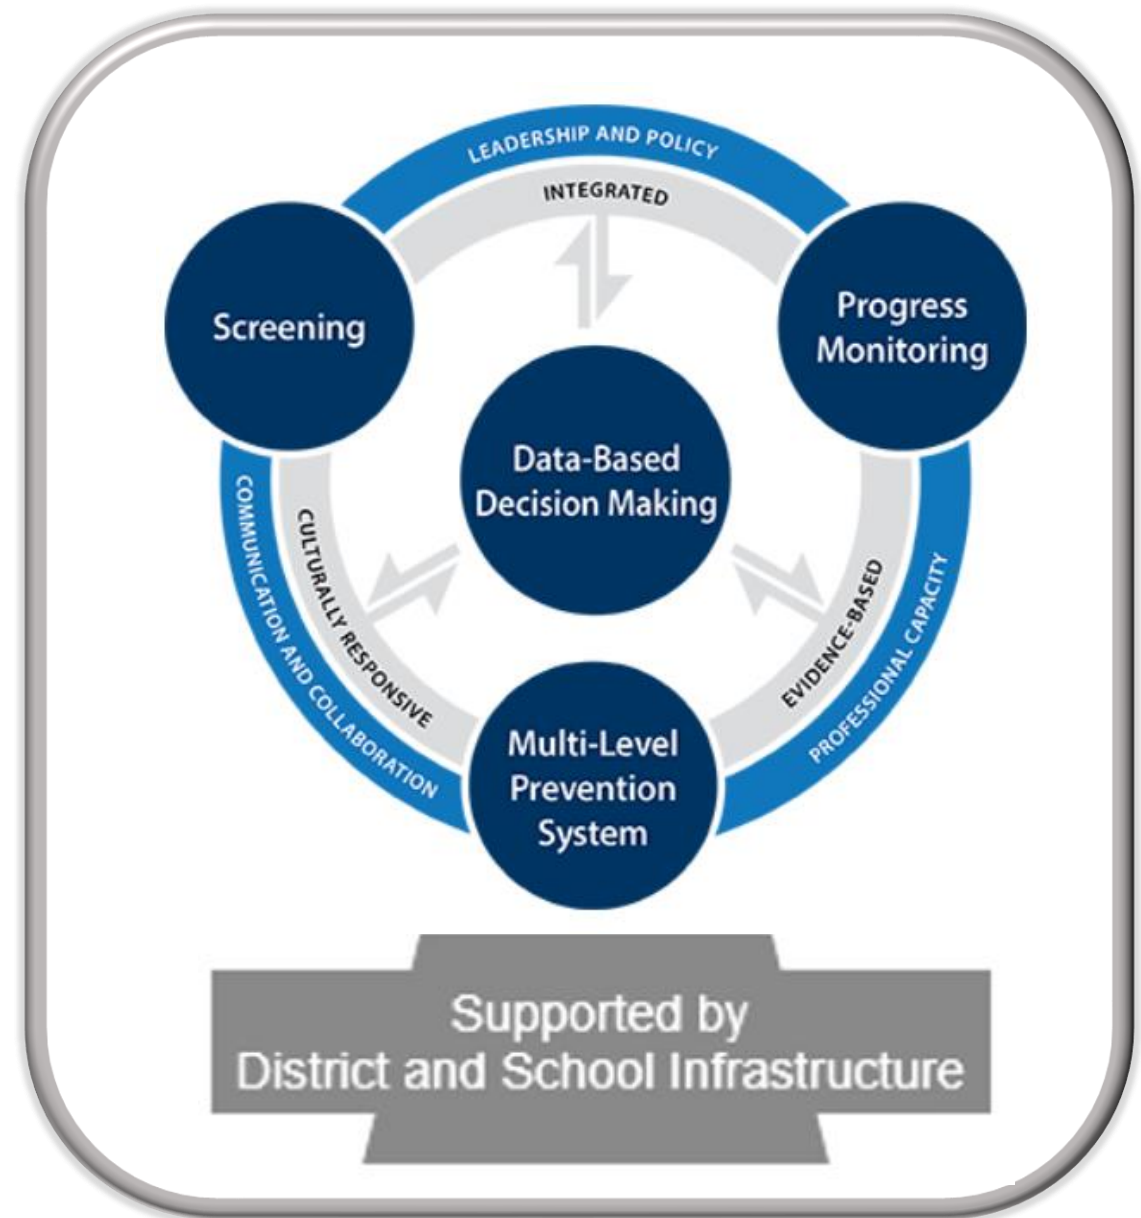 LEADERSHIP AND POLICY
INTEGRATED
Screening
Progress
Monitoring
Data-Based
Decision Making
COMMUNICATION AND COLLABORATION
CULTURALLY RESPONSIVE
EVIDENCE-BASED
PROFESSIONAL CAPACITY
Multi-Level
Prevention
System
Supported by
District and School Infrastructure